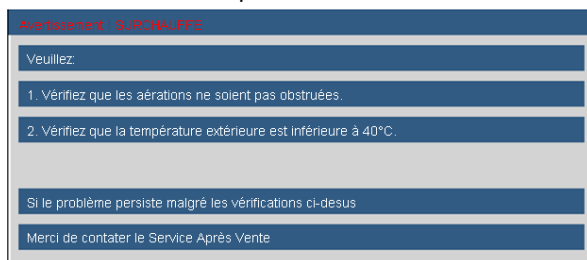 Avertissement : SURCHAUFFE
Veuillez:
1. Vérifiez que les aérations ne soient pas obstruées.
2. Vérifiez que la température extérieure est inférieure à 40°C.
Si le problème persiste malgré les vérifications ci-desus
Merci de contater le Service Après Vente